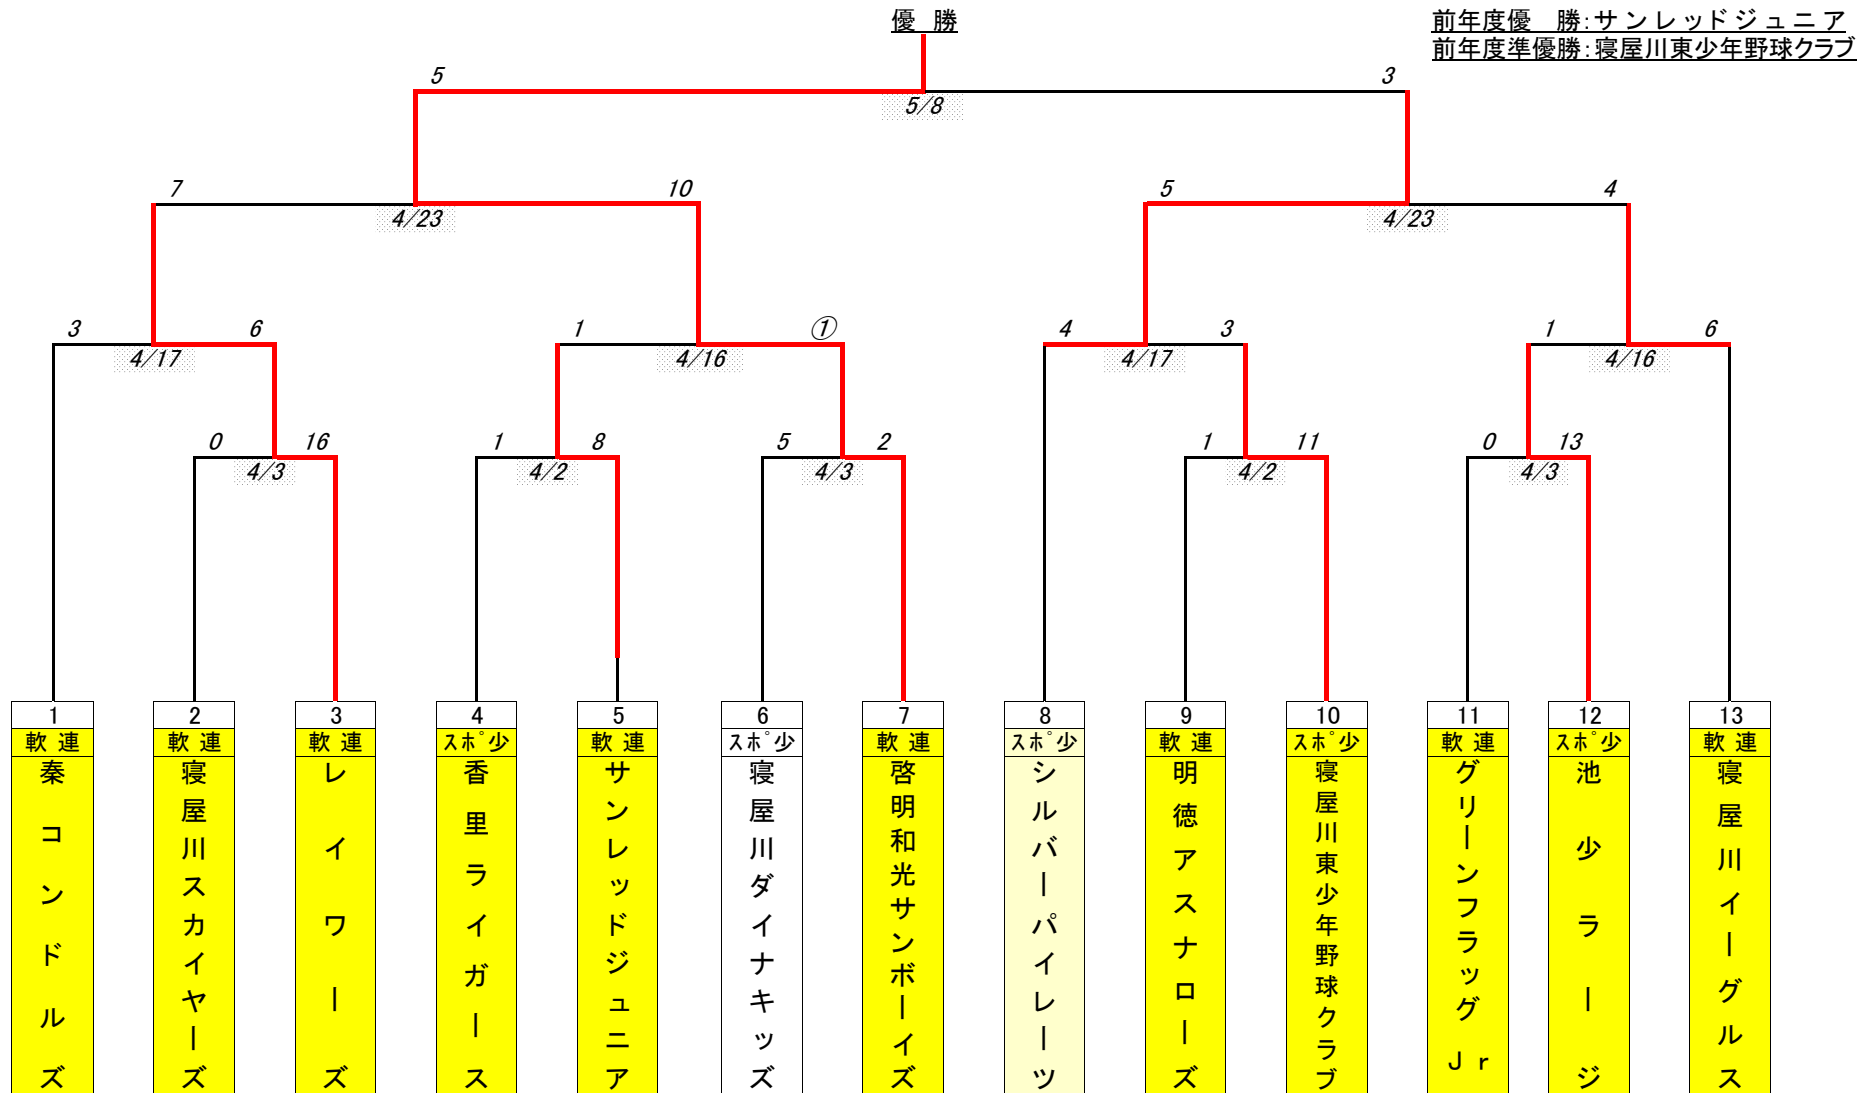 優 勝
前年度優　勝:サンレッドジュニア
前年度準優勝:寝屋川東少年野球クラブ
5 3
5/8
7 10 5 4
4/23 4/23
3 6 1 ① 4 3 1 6
4/17 4/16 4/17 4/16
0 16 1 8 5 2 1 11 0 13
4/3 4/2 4/3 4/2 4/3
1 2 3 4 5 6 7 8 9 10 11 12 13
軟連 軟連 軟連 スポ少 軟連 スポ少 軟連 スポ少 軟連 スポ少 軟連 スポ少 軟連
秦コンドルズ
寝屋川スカイヤーズ
レイワーズ
香里ライガース
サンレッドジュニア
寝屋川ダイナキッズ
啓明和光サンボーイズ
シルバーパイレーツ
明徳アスナローズ
寝屋川東少年野球クラブ
グリーンフラッグJr
池少ラージ
寝屋川イーグルス